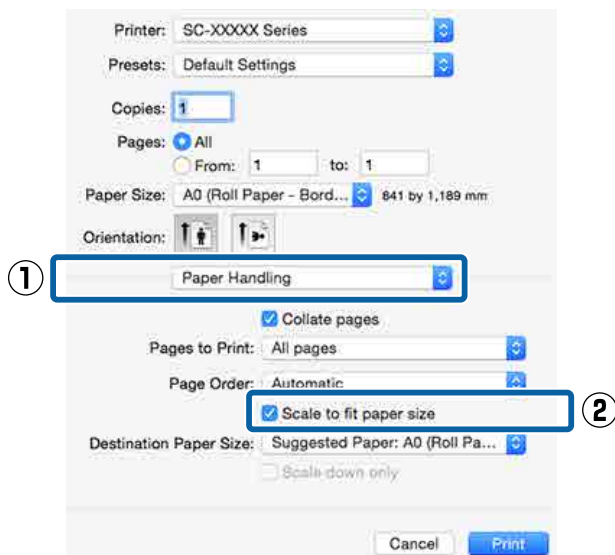 Printer: SC-XXXXX Series
Presets: Default Settings
Copies: 1
Pages: All
From: 1 to: 1
Paper Size: A0 (Roll Paper - Bord... 841 by 1,189 mm
Orientation:
① Paper Handling
Collate pages
Pages to Print: All pages
Page Order: Automatic
Scale to fit paper size ②
Destination Paper Size: Suggested Paper: A0 (Roll Pa...
Scale down only
Cancel Print